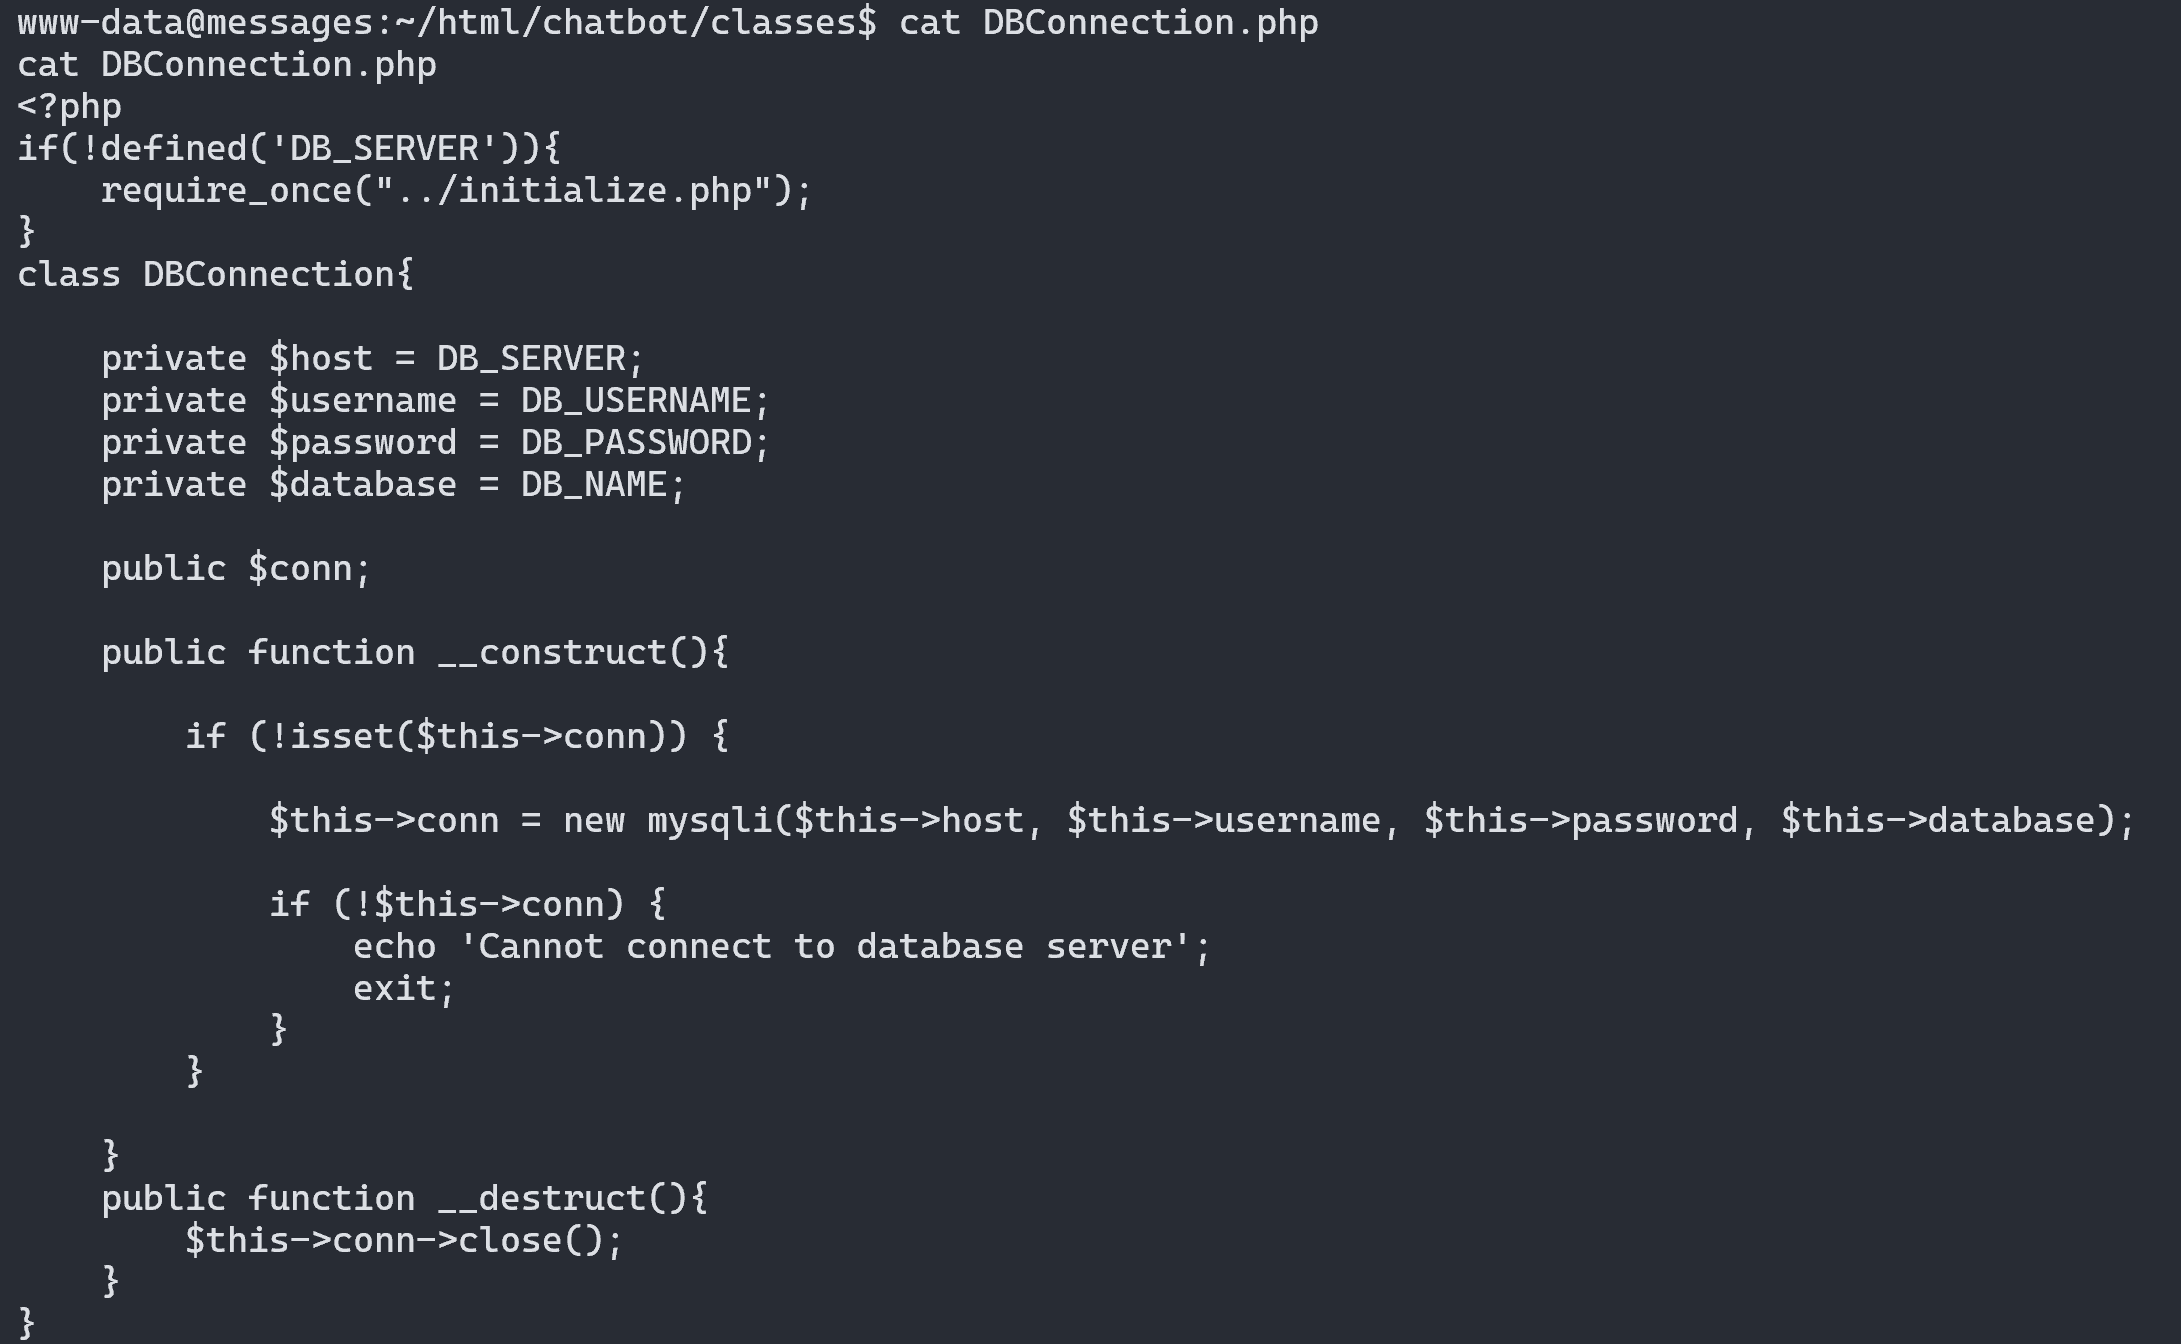 www-data@messages:~/html/chatbot/classes$ cat DBConnection.php
cat DBConnection.php
<?php
if(!defined('DB_SERVER')){
    require_once("../initialize.php");
}
class DBConnection{

    private $host = DB_SERVER;
    private $username = DB_USERNAME;
    private $password = DB_PASSWORD;
    private $database = DB_NAME;

    public $conn;

    public function __construct(){

        if (!isset($this->conn)) {

            $this->conn = new mysqli($this->host, $this->username, $this->password, $this->database);

            if (!$this->conn) {
                echo 'Cannot connect to database server';
                exit;
            }
        }

    }
    public function __destruct(){
        $this->conn->close();
    }
}